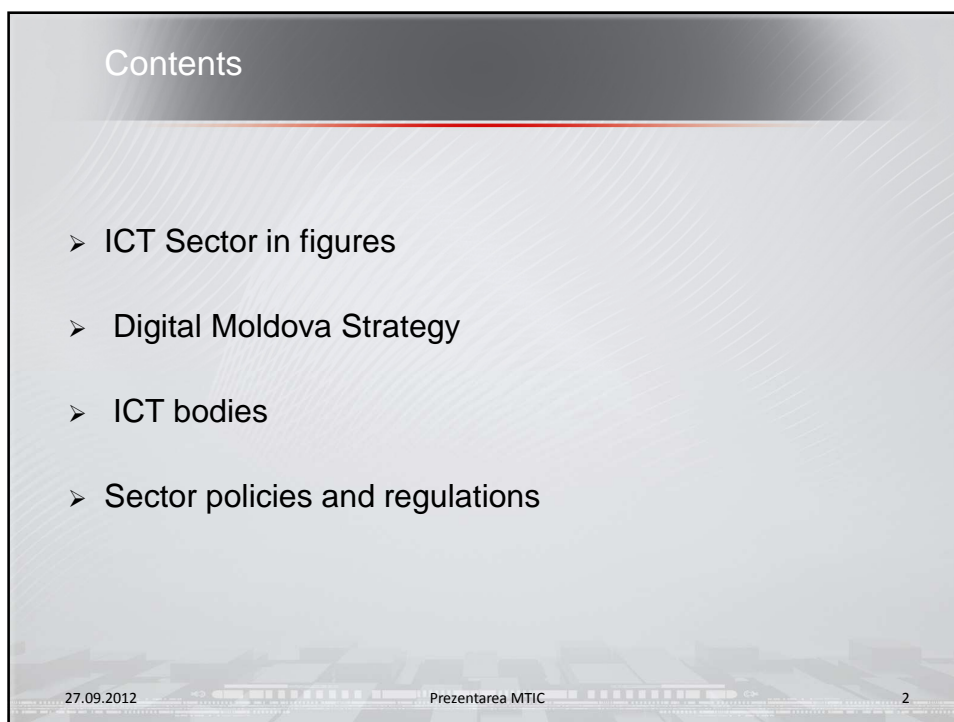 Contents
➢ ICT Sector in figures
➢ Digital Moldova Strategy
➢ ICT bodies
➢ Sector policies and regulations
27.09.2012 Prezentarea MTIC 2